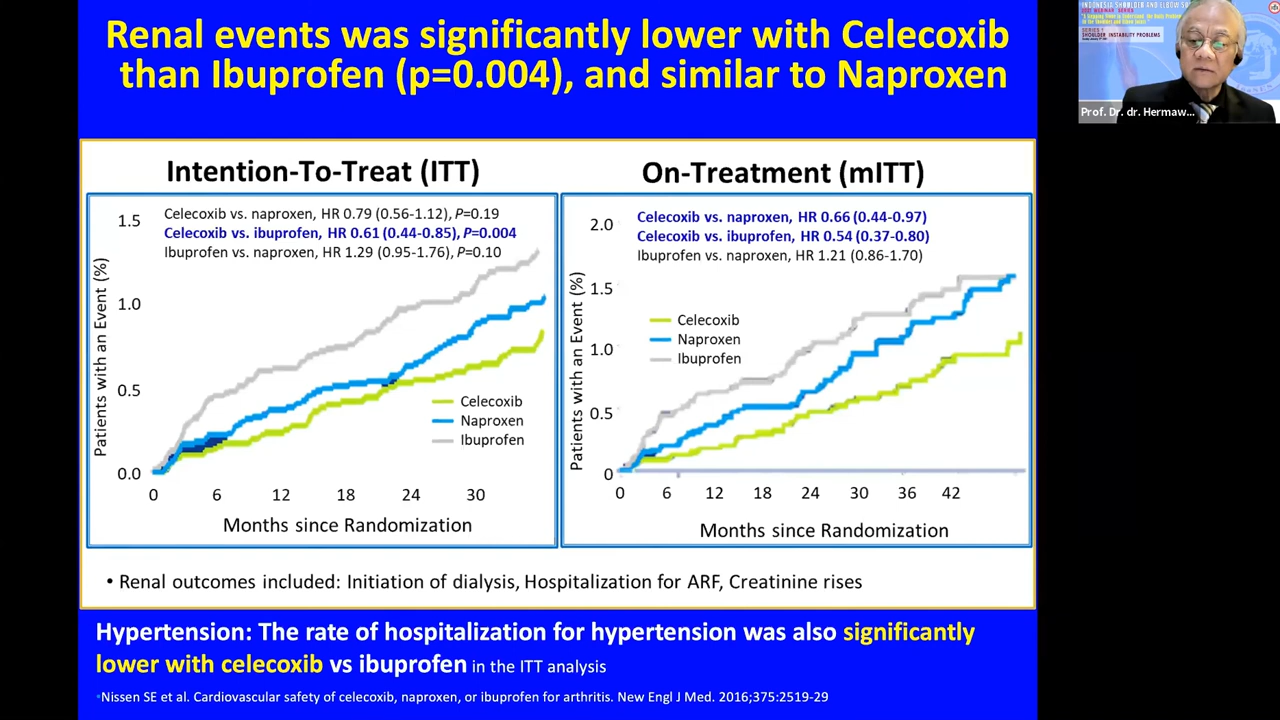 Renal events was significantly lower with Celecoxib
than Ibuprofen (p=0.004), and similar to Naproxen
INDONESIA SHOULDER AND ELBOW
SERIES 1
SHOULDER INSTABILITY PROBLEMS
Prof. Dr. dr. Hermaw...
Intention-To-Treat (ITT)
Celecoxib vs. naproxen, HR 0.79 (0.56-1.12), P=0.19
Celecoxib vs. ibuprofen, HR 0.61 (0.44-0.85), P=0.004
Ibuprofen vs. naproxen, HR 1.29 (0.95-1.76), P=0.10
Patients with an Event (%)
1.5
1.0
0.5
0.0
Celecoxib
Naproxen
Ibuprofen
0 6 12 18 24 30
Months since Randomization
On-Treatment (mITT)
Celecoxib vs. naproxen, HR 0.66 (0.44-0.97)
Celecoxib vs. ibuprofen, HR 0.54 (0.37-0.80)
Ibuprofen vs. naproxen, HR 1.21 (0.86-1.70)
Patients with an Event (%)
2.0
1.5
1.0
0.5
0
Celecoxib
Naproxen
Ibuprofen
0 6 12 18 24 30 36 42
Months since Randomization
• Renal outcomes included: Initiation of dialysis, Hospitalization for ARF, Creatinine rises
Hypertension: The rate of hospitalization for hypertension was also significantly
lower with celecoxib vs ibuprofen in the ITT analysis
•Nissen SE et al. Cardiovascular safety of celecoxib, naproxen, or ibuprofen for arthritis. New Engl J Med. 2016;375:2519-29